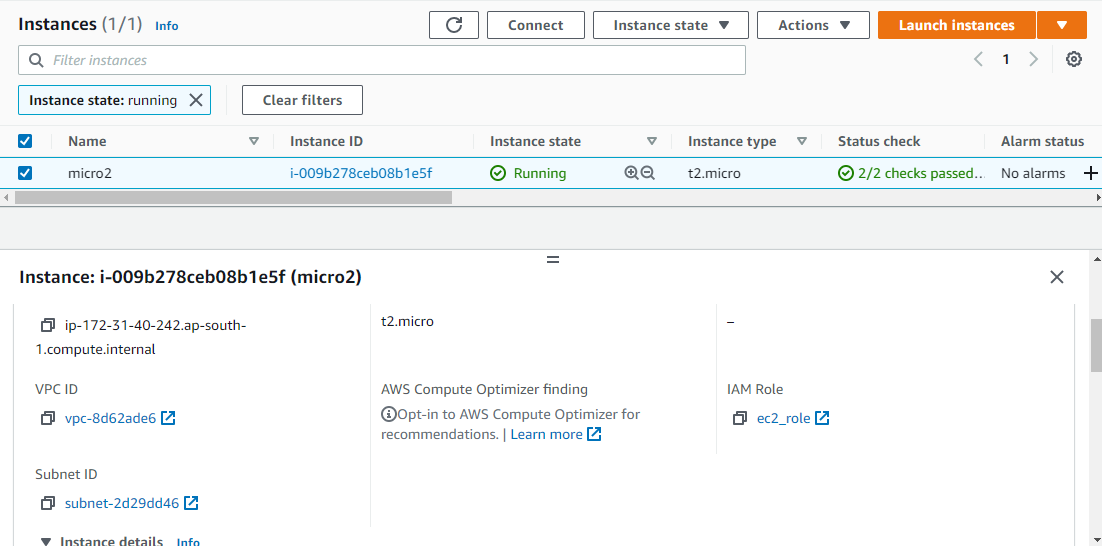 Instances (1/1) Info
Connect
Instance state
Actions
Launch instances
Filter instances
1
Instance state: running
Clear filters
Name Instance ID Instance state Instance type Status check Alarm status
micro2 i-009b278ceb08b1e5f Running t2.micro 2/2 checks passed... No alarms
Instance: i-009b278ceb08b1e5f (micro2)
ip-172-31-40-242.ap-south-
1.compute.internal
t2.micro
–
VPC ID
vpc-8d62ade6
AWS Compute Optimizer finding
Opt-in to AWS Compute Optimizer for
recommendations. | Learn more
IAM Role
ec2_role
Subnet ID
subnet-2d29dd46
Instance details Info